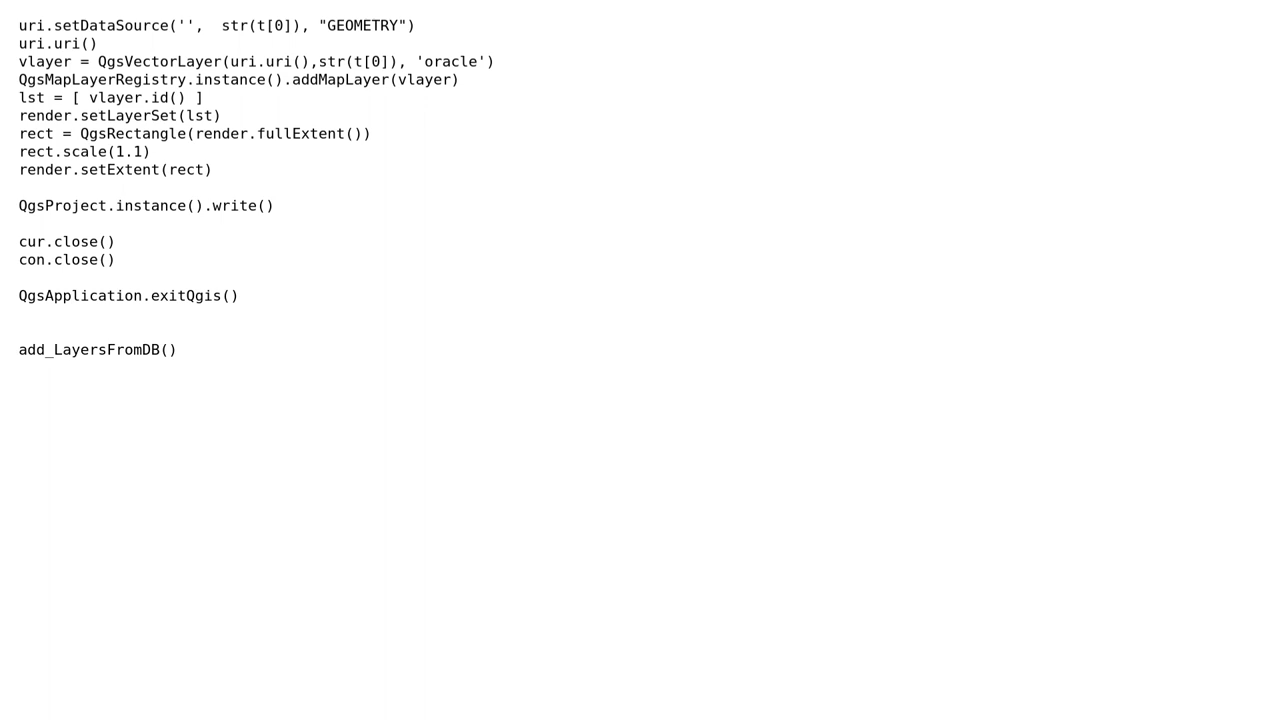 uri.setDataSource('',  str(t[0]), "GEOMETRY")
uri.uri()
vlayer = QgsVectorLayer(uri.uri(),str(t[0]), 'oracle')
QgsMapLayerRegistry.instance().addMapLayer(vlayer)
lst = [ vlayer.id() ]
render.setLayerSet(lst)
rect = QgsRectangle(render.fullExtent())
rect.scale(1.1)
render.setExtent(rect)

QgsProject.instance().write()

cur.close()
con.close()

QgsApplication.exitQgis()


add_LayersFromDB()